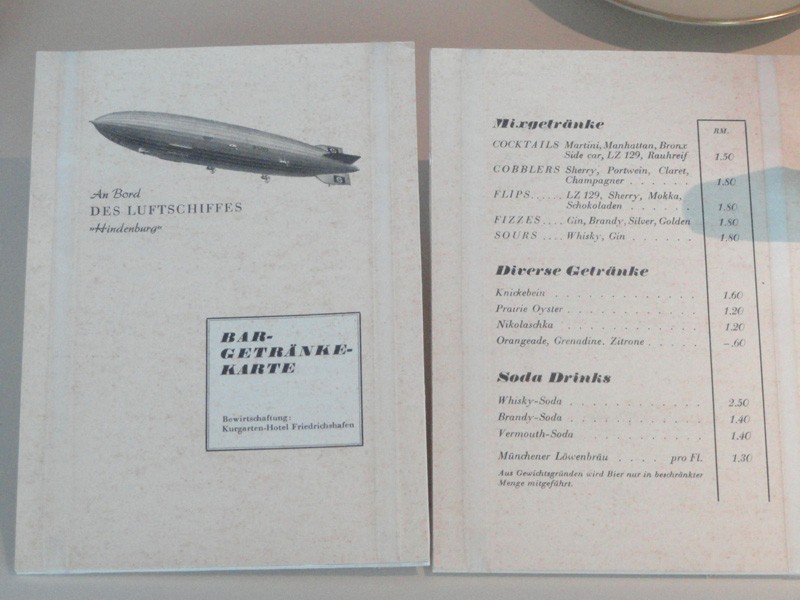 An Bord
DES LUFTSCHIFFES
»Hindenburg«
BAR-
GETRÄNKE-
KARTE
Bewirtschaftung:
Kurgarten-Hotel Friedrichshafen
Mixgetränke
RM.
COCKTAILS Martini, Manhattan, Bronx
Side car, LZ 129, Rauhreif 1.50
COBBLERS Sherry, Portwein, Claret,
Champagner . . . . . . 1.80
FLIPS...... LZ 129, Sherry, Mokka,
Schokoladen . . . . . . 1.80
FIZZES.... Gin, Brandy, Silver, Golden 1.80
SOURS .... Whisky, Gin . . . . . . 1.80
Diverse Getränke
Knickebein . . . . . . . . . . 1.60
Prairie Oyster . . . . . . . . . 1.20
Nikolaschka . . . . . . . . . . 1.20
Orangeade, Grenadine, Zitrone . . . . . –.60
Soda Drinks
Whisky-Soda . . . . . . . . . 2.50
Brandy-Soda . . . . . . . . . 1.40
Vermouth-Soda . . . . . . . . 1.40
Münchener Löwenbräu . . . . pro Fl. 1.30
Aus Gewichtsgründen wird Bier nur in beschränkter
Menge mitgeführt.